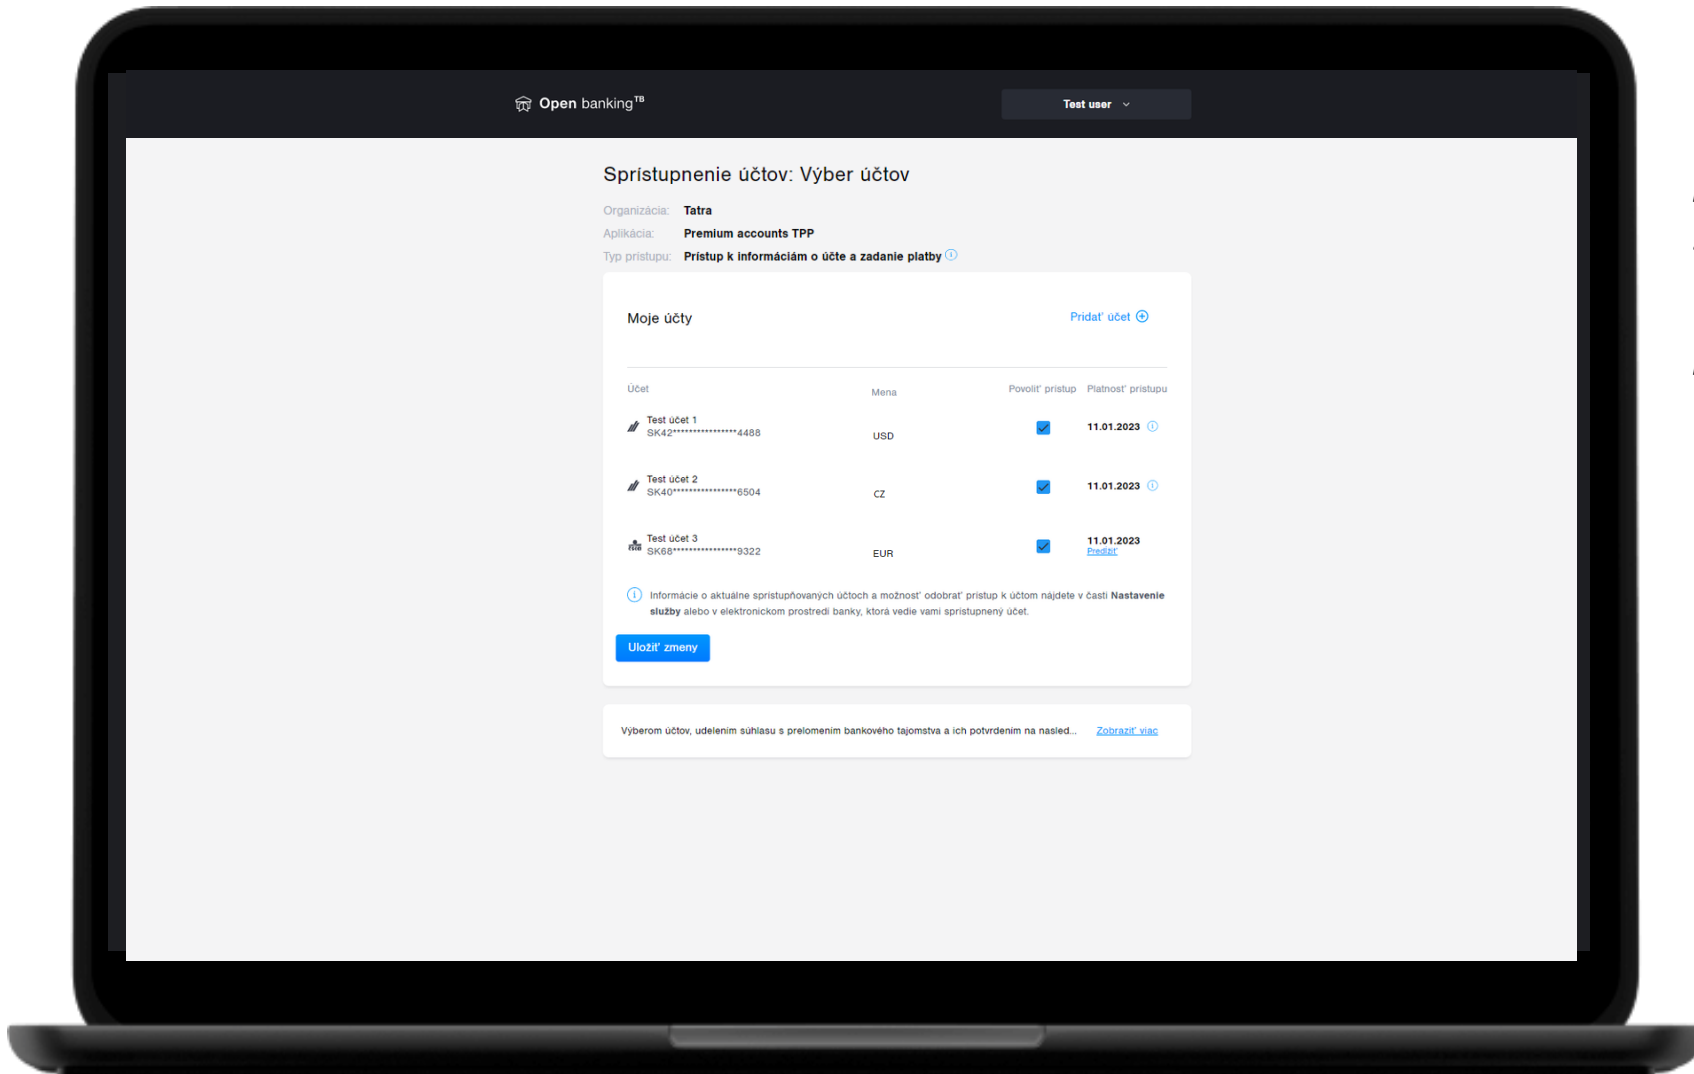 Open banking TB
Test user
Sprístupnenie účtov: Výber účtov
Organizácia: Tatra
Aplikácia: Premium accounts TPP
Typ prístupu: Prístup k informáciám o účte a zadanie platby
Moje účty
Pridať účet
Účet Mena Povoliť prístup Platnosť prístupu
Test účet 1
SK42****************4488 USD 11.01.2023
Test účet 2
SK40****************6504 CZ 11.01.2023
Test účet 3 11.01.2023
SK68****************9322 EUR Predĺžiť
Informácie o aktuálne sprístupňovaných účtoch a možnosť odobrať prístup k účtom nájdete v časti Nastavenie
služby alebo v elektronickom prostredí banky, ktorá vedie vami sprístupnený účet.
Uložiť zmeny
Výberom účtov, udelením súhlasu s prelomením bankového tajomstva a ich potvrdením na nasled... Zobraziť viac